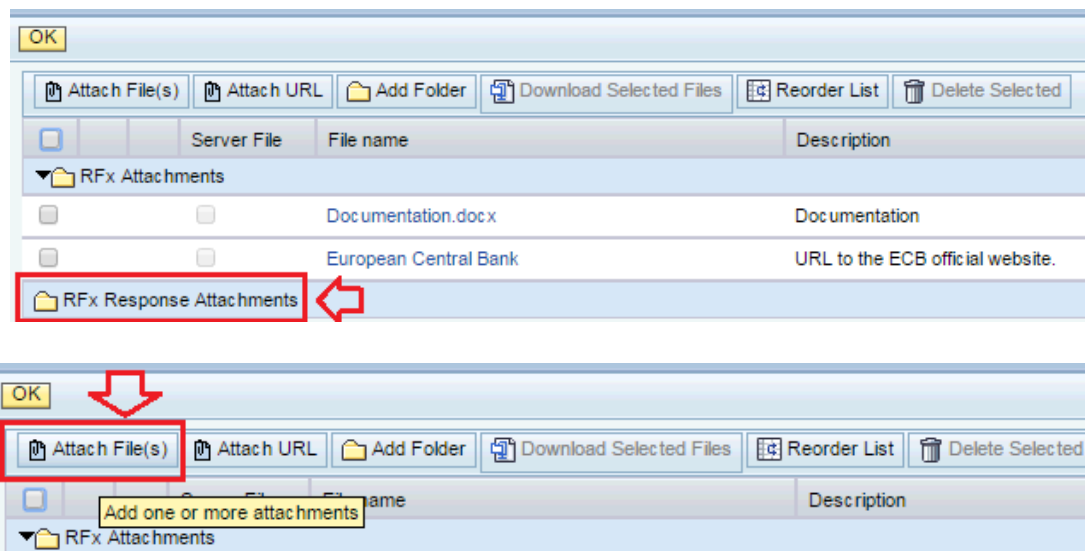 OK
Attach File(s) Attach URL Add Folder Download Selected Files Reorder List Delete Selected
Server File File name Description
RFx Attachments
Documentation.docx Documentation
European Central Bank URL to the ECB official website.
RFx Response Attachments
OK
Attach File(s) Attach URL Add Folder Download Selected Files Reorder List Delete Selected
Description
Add one or more attachments
RFx Attachments